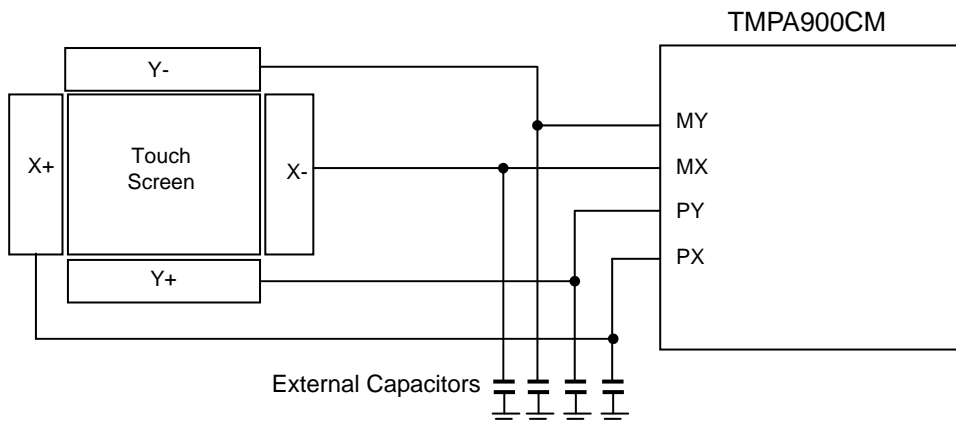 TMPA900CM
Y-
MY
X+
Touch
Screen
X-
MX
PY
PX
Y+
External Capacitors